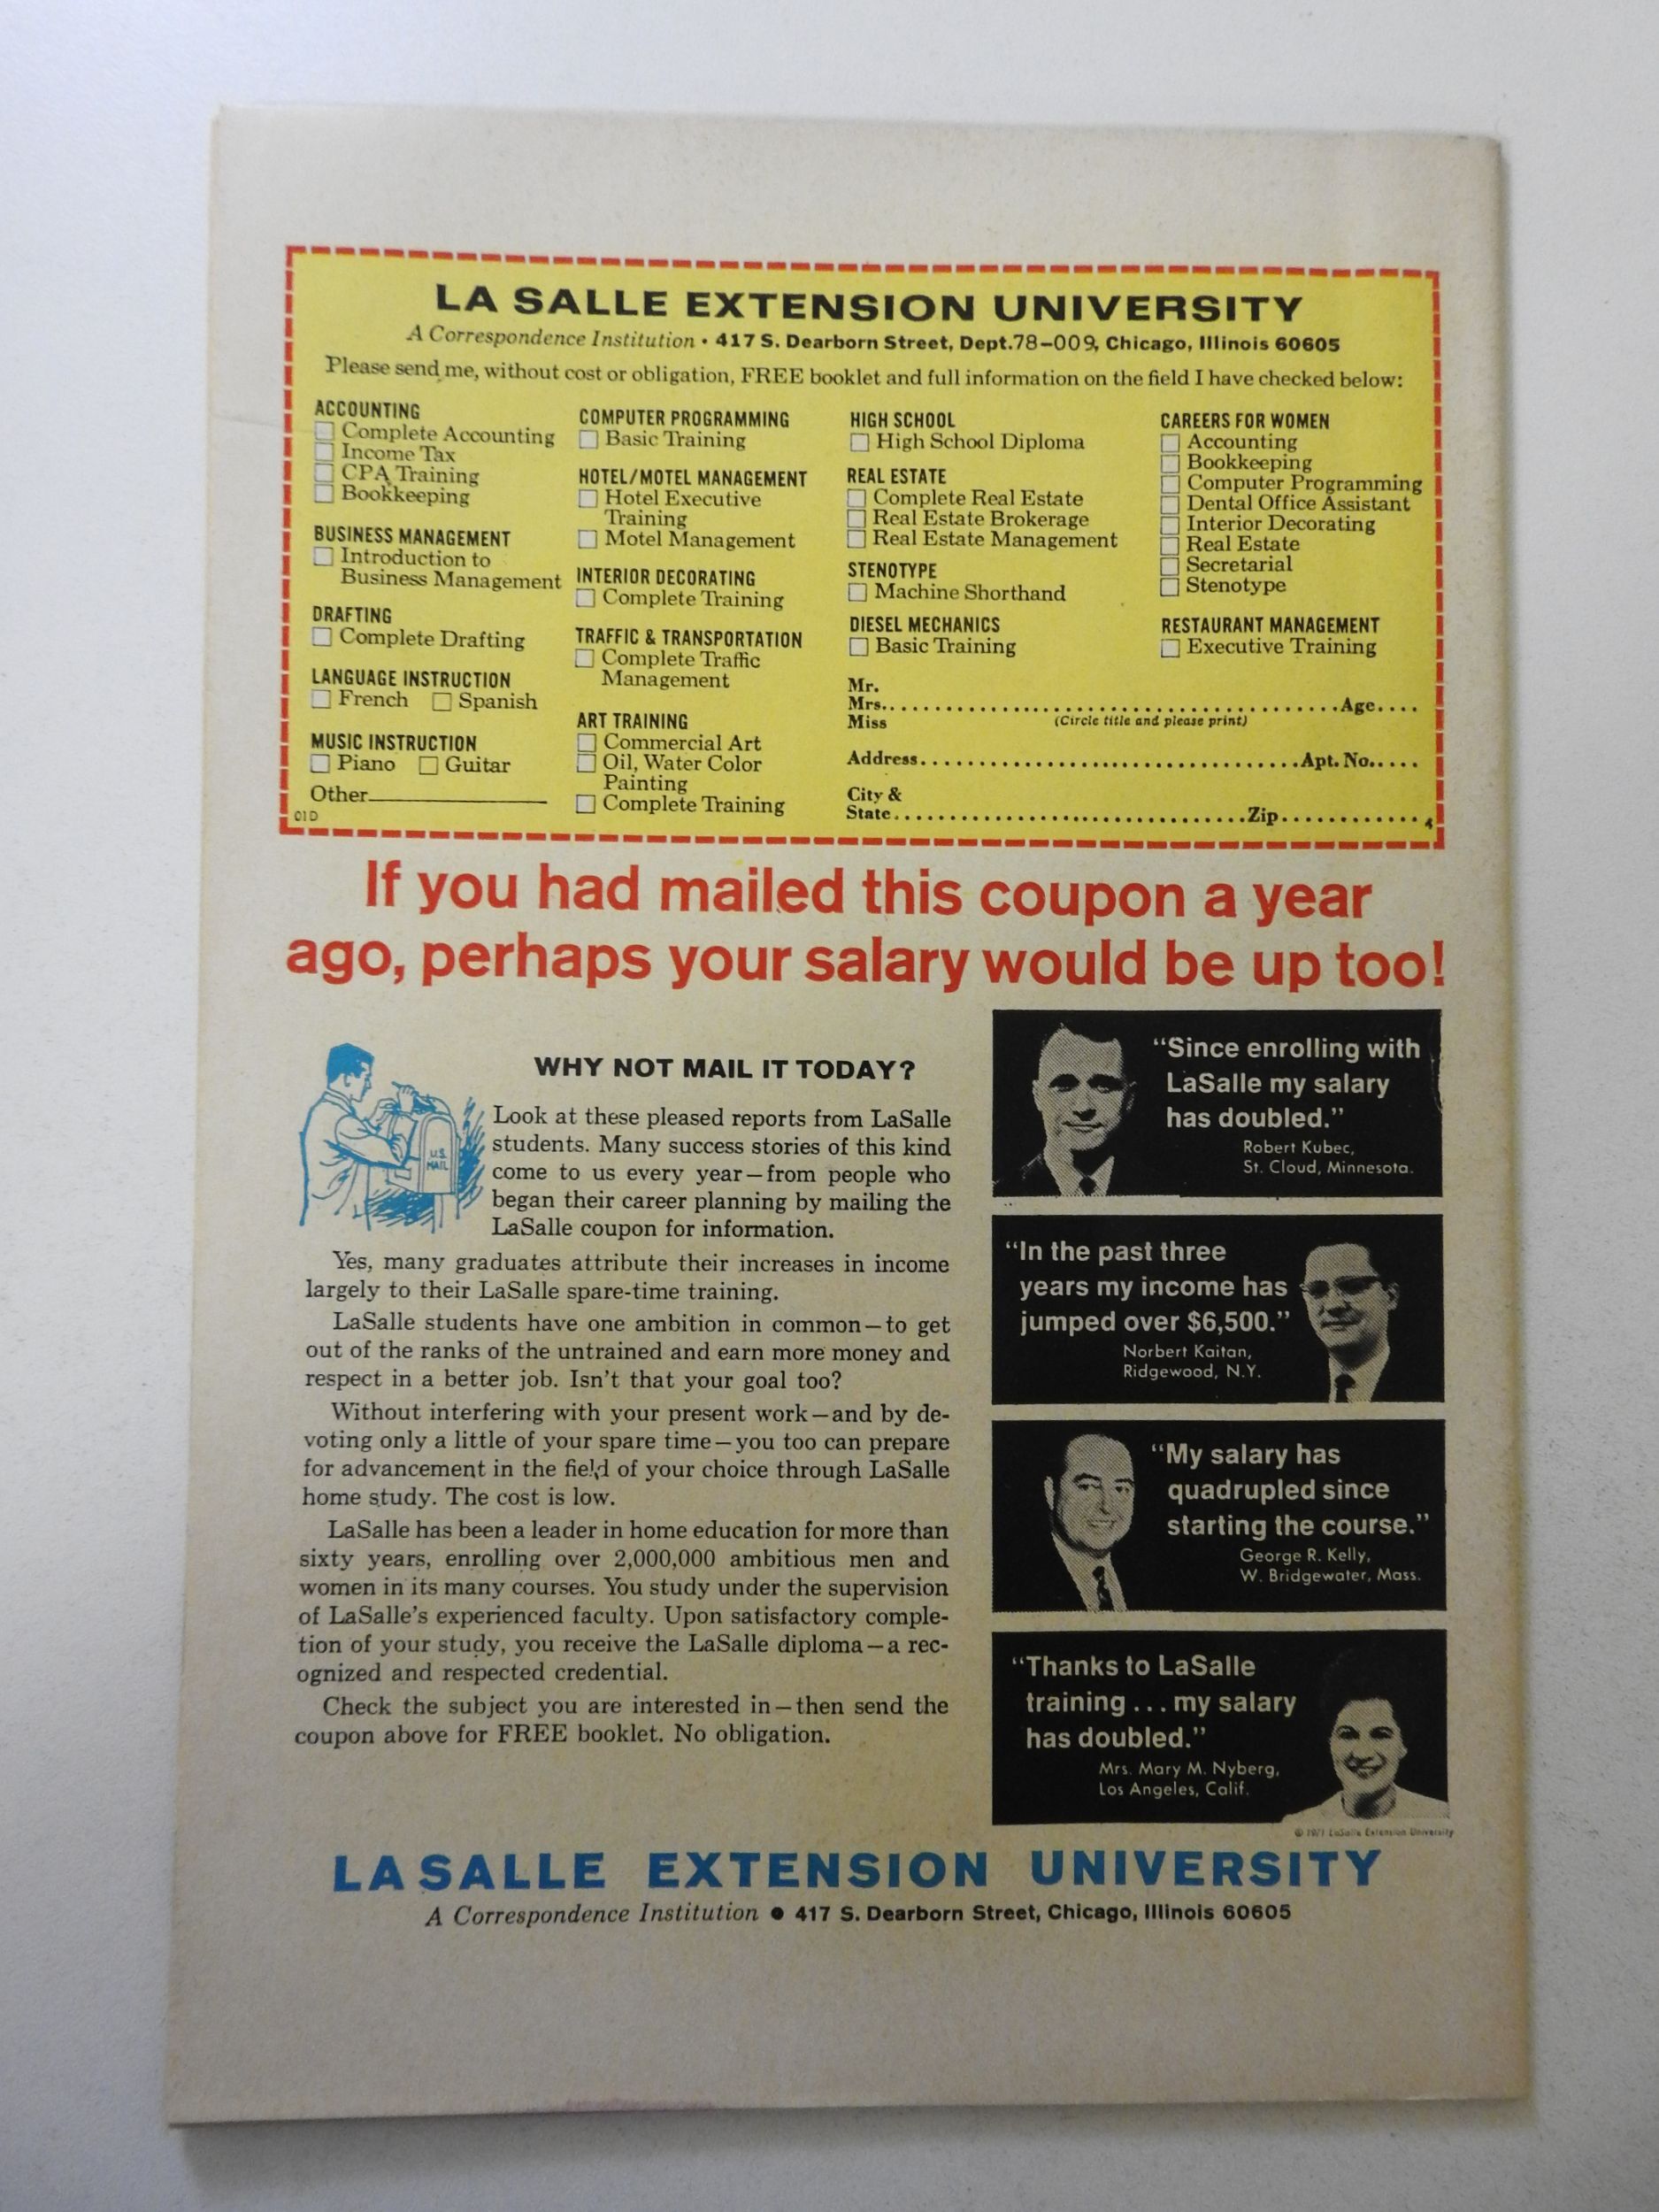 LA SALLE EXTENSION UNIVERSITY
A Correspondence Institution • 417 S. Dearborn Street, Dept.78-009, Chicago, Illinois 60605
Please send me, without cost or obligation, FREE booklet and full information on the field I have checked below:
ACCOUNTING
Complete Accounting
Income Tax
CPA Training
Bookkeeping
BUSINESS MANAGEMENT
Introduction to
Business Management
DRAFTING
Complete Drafting
LANGUAGE INSTRUCTION
French Spanish
MUSIC INSTRUCTION
Piano Guitar
Other
01D
COMPUTER PROGRAMMING
Basic Training
HOTEL/MOTEL MANAGEMENT
Hotel Executive
Training
Motel Management
INTERIOR DECORATING
Complete Training
TRAFFIC & TRANSPORTATION
Complete Traffic
Management
ART TRAINING
Commercial Art
Oil, Water Color
Painting
Complete Training
HIGH SCHOOL
High School Diploma
REAL ESTATE
Complete Real Estate
Real Estate Brokerage
Real Estate Management
STENOTYPE
Machine Shorthand
DIESEL MECHANICS
Basic Training
CAREERS FOR WOMEN
Accounting
Bookkeeping
Computer Programming
Dental Office Assistant
Interior Decorating
Real Estate
Secretarial
Stenotype
RESTAURANT MANAGEMENT
Executive Training
Mr.
Mrs. Age
Miss (Circle title and please print)
Address Apt. No.
City &
State Zip
4
If you had mailed this coupon a year
ago, perhaps your salary would be up too!
U.S.
MAIL
WHY NOT MAIL IT TODAY?
Look at these pleased reports from LaSalle
students. Many success stories of this kind
come to us every year—from people who
began their career planning by mailing the
LaSalle coupon for information.
Yes, many graduates attribute their increases in income
largely to their LaSalle spare-time training.
LaSalle students have one ambition in common—to get
out of the ranks of the untrained and earn more money and
respect in a better job. Isn't that your goal too?
Without interfering with your present work—and by de-
voting only a little of your spare time—you too can prepare
for advancement in the field of your choice through LaSalle
home study. The cost is low.
LaSalle has been a leader in home education for more than
sixty years, enrolling over 2,000,000 ambitious men and
women in its many courses. You study under the supervision
of LaSalle's experienced faculty. Upon satisfactory comple-
tion of your study, you receive the LaSalle diploma—a rec-
ognized and respected credential.
Check the subject you are interested in—then send the
coupon above for FREE booklet. No obligation.
"Since enrolling with
LaSalle my salary
has doubled."
Robert Kubec,
St. Cloud, Minnesota.
"In the past three
years my income has
jumped over $6,500."
Norbert Kaitan,
Ridgewood, N.Y.
"My salary has
quadrupled since
starting the course."
George R. Kelly,
W. Bridgewater, Mass.
"Thanks to LaSalle
training ... my salary
has doubled."
Mrs. Mary M. Nyberg,
Los Angeles, Calif.
© 1971 LaSalle Extension University
LASALLE EXTENSION UNIVERSITY
A Correspondence Institution • 417 S. Dearborn Street, Chicago, Illinois 60605